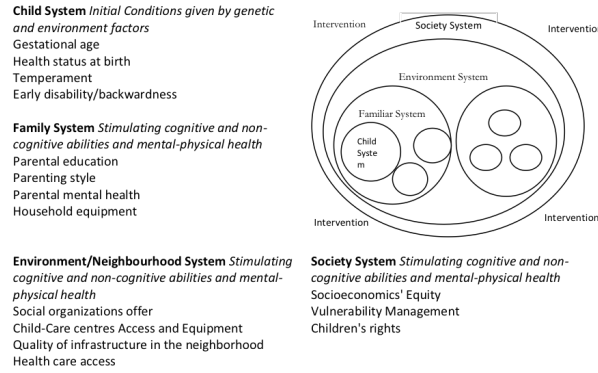 Child System Initial Conditions given by genetic
and environment factors
Gestational age
Health status at birth
Temperament
Early disability/backwardness
Family System Stimulating cognitive and non-
cognitive abilities and mental-physical health
Parental education
Parenting style
Parental mental health
Household equipment
Intervention
Society System
Intervention
Environment System
Familiar System
Child
Syste
m
Intervention
Intervention
Environment/Neighbourhood System Stimulating
cognitive and non-cognitive abilities and mental-
physical health
Social organizations offer
Child-Care centres Access and Equipment
Quality of infrastructure in the neighborhood
Health care access
Society System Stimulating cognitive and non-
cognitive abilities and mental-physical health
Socioeconomics' Equity
Vulnerability Management
Children's rights